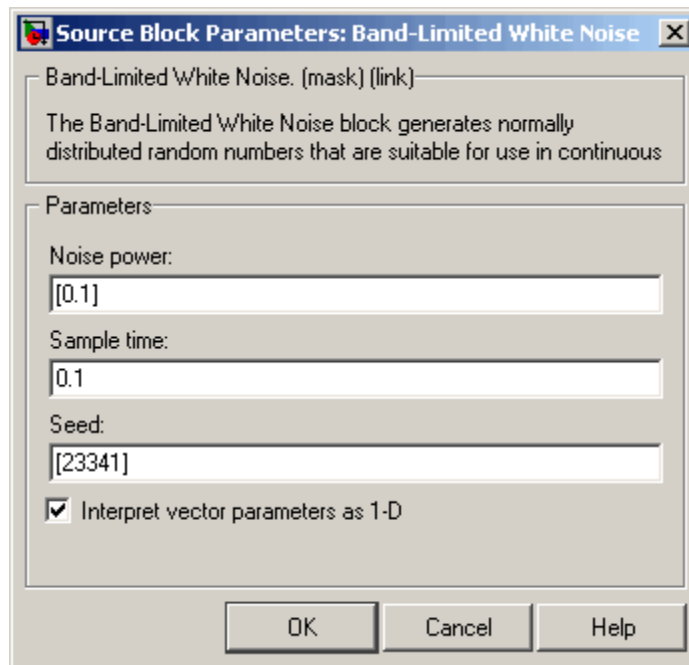 Source Block Parameters: Band-Limited White Noise
Band-Limited White Noise. (mask) (link)
The Band-Limited White Noise block generates normally
distributed random numbers that are suitable for use in continuous
Parameters
Noise power:
[0.1]
Sample time:
0.1
Seed:
[23341]
Interpret vector parameters as 1-D
OK Cancel Help